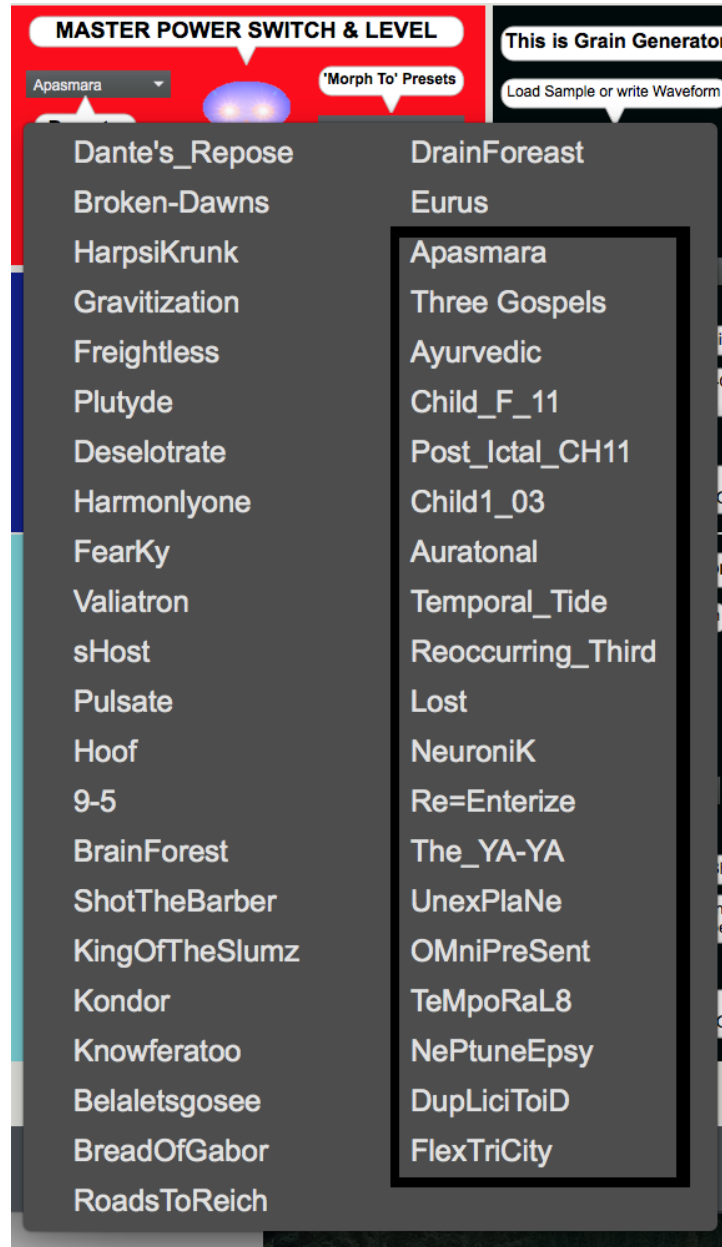 MASTER POWER SWITCH & LEVEL
This is Grain Generator
Apasmara
'Morph To' Presets
Load Sample or write Waveform
Dante's_Repose
Broken-Dawns
HarpsiKrunk
Gravitization
Freightless
Plutyde
Deselotrate
Harmonlyone
FearKy
Valiatron
sHost
Pulsate
Hoof
9-5
BrainForest
ShotTheBarber
KingOfTheSlumz
Kondor
Knowferatoo
Belaletsgosee
BreadOfGabor
RoadsToReich
DrainForeast
Eurus
Apasmara
Three Gospels
Ayurvedic
Child_F_11
Post_Ictal_CH11
Child1_03
Auratonal
Temporal_Tide
Reoccurring_Third
Lost
NeuroniK
Re=Enterize
The_YA-YA
UnexPlaNe
OMniPreSent
TeMpoRaL8
NePtuneEpsy
DupLiciToiD
FlexTriCity